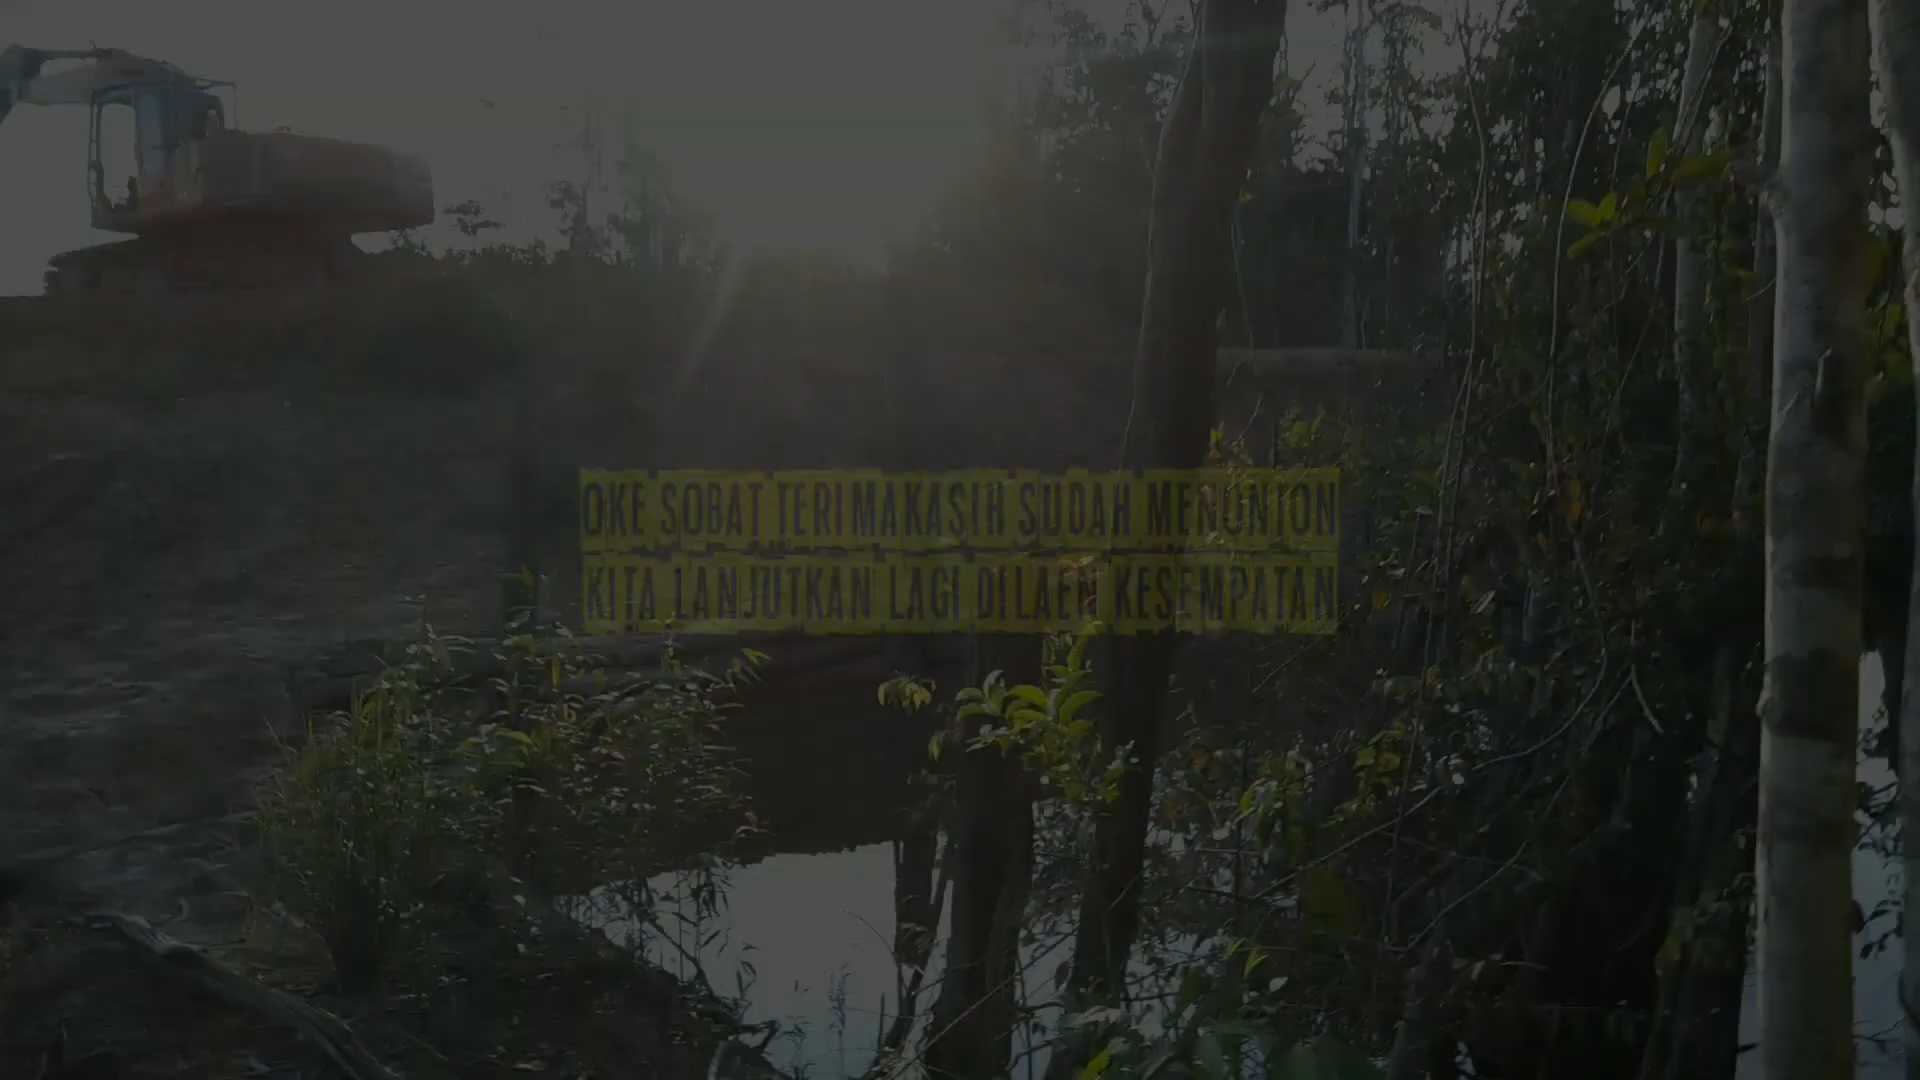 OKE SOBAT TERIMAKASIH SUDAH MENONTON
KITA LANJUTKAN LAGI DILAEN KESEMPATAN